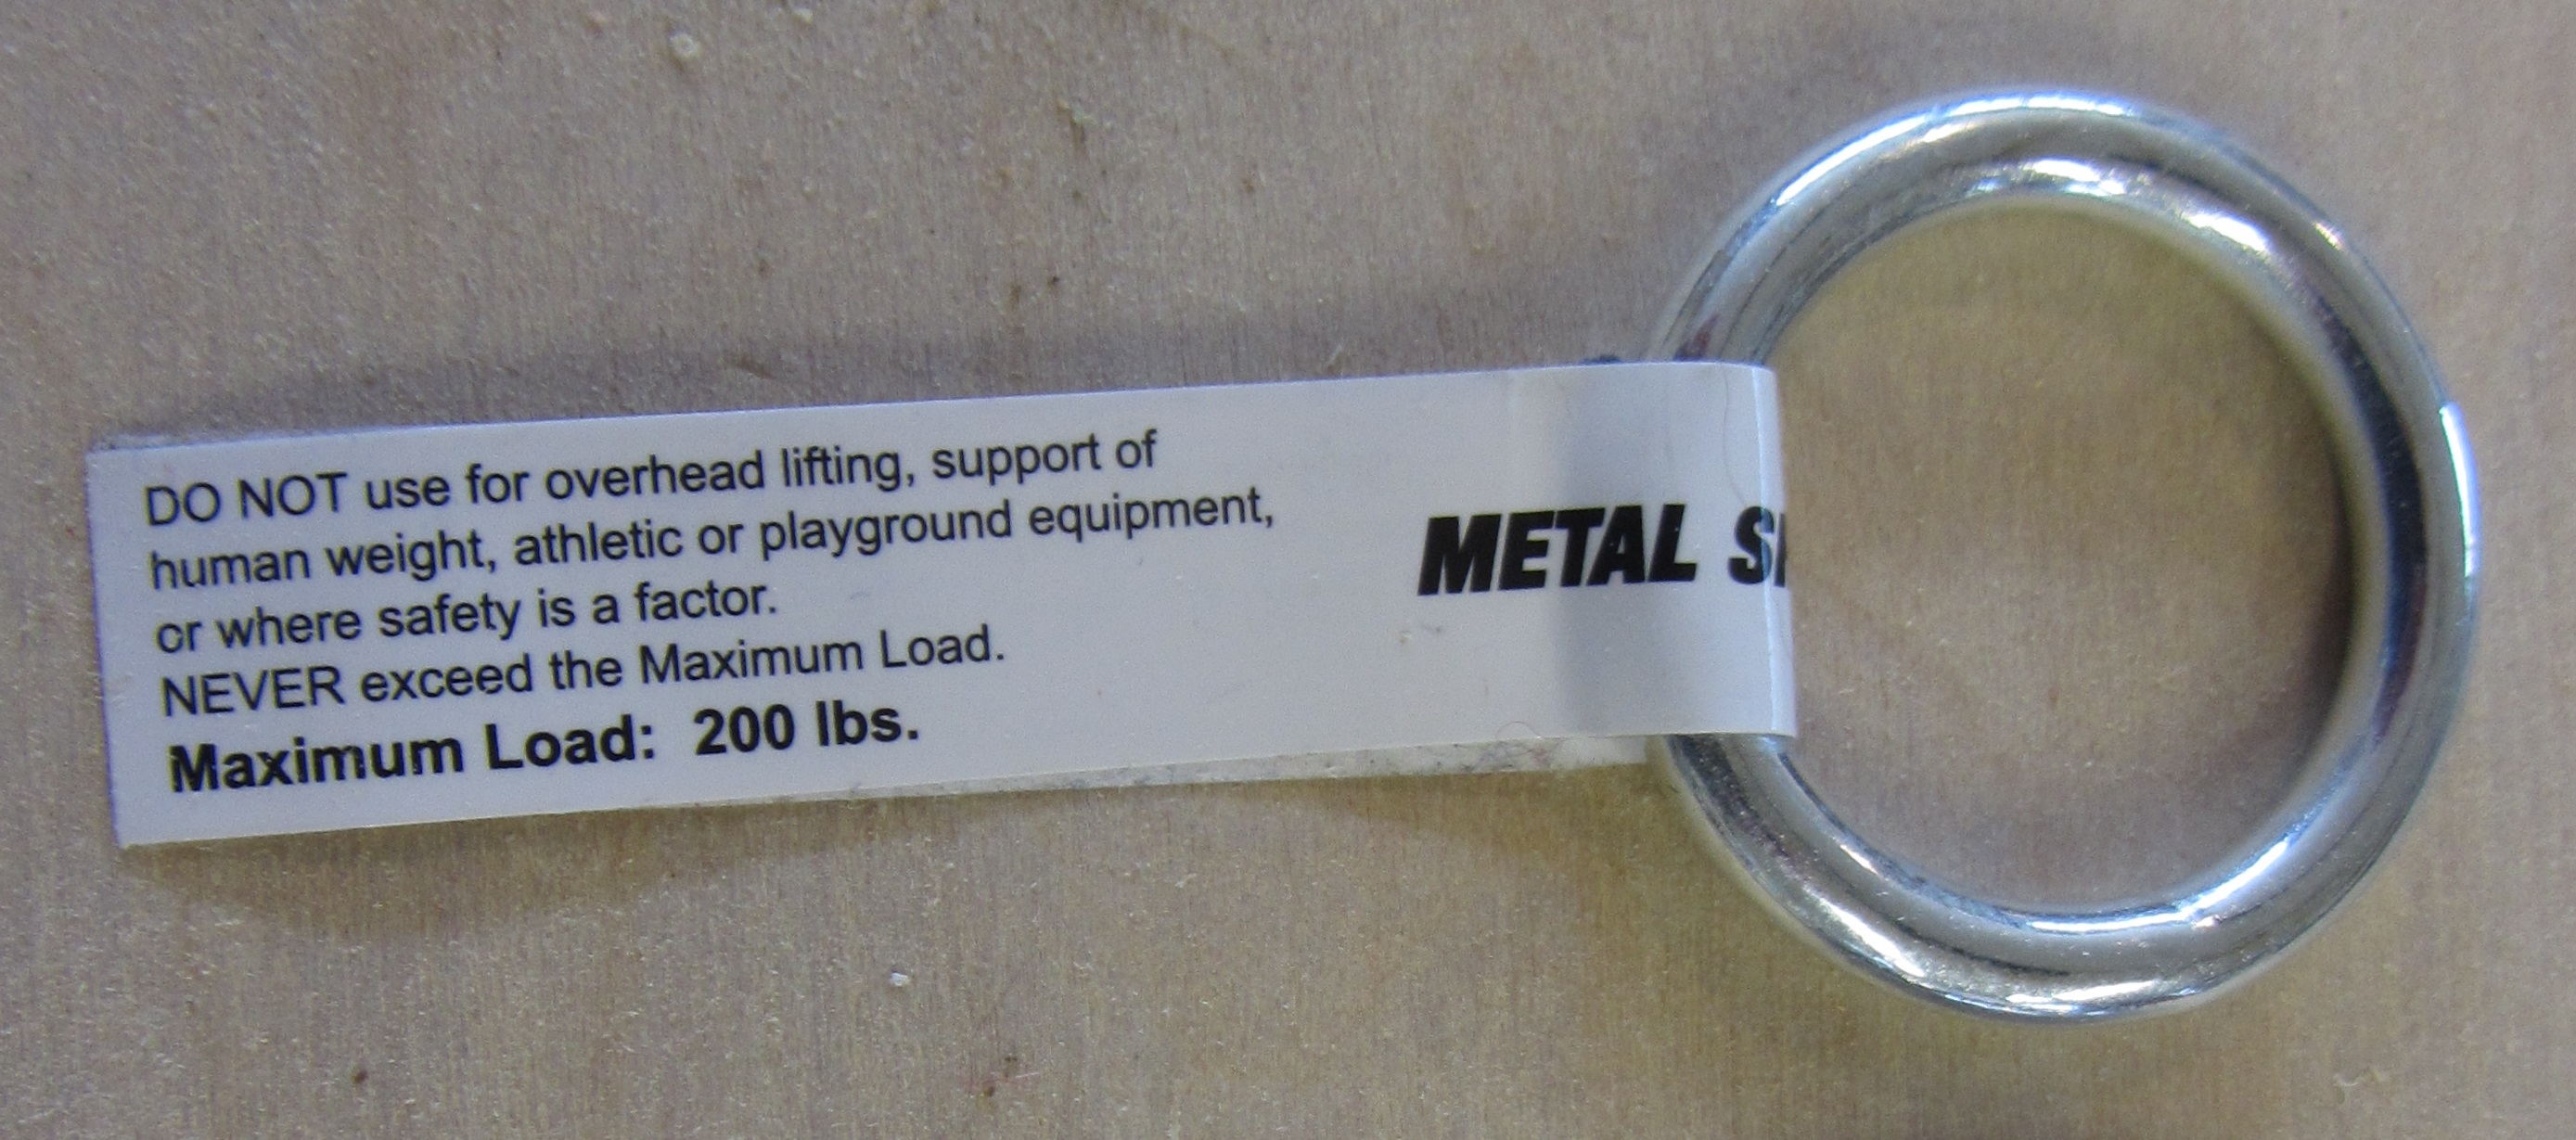 DO NOT use for overhead lifting, support of
human weight, athletic or playground equipment,
or where safety is a factor.
NEVER exceed the Maximum Load.
Maximum Load: 200 lbs.
METAL